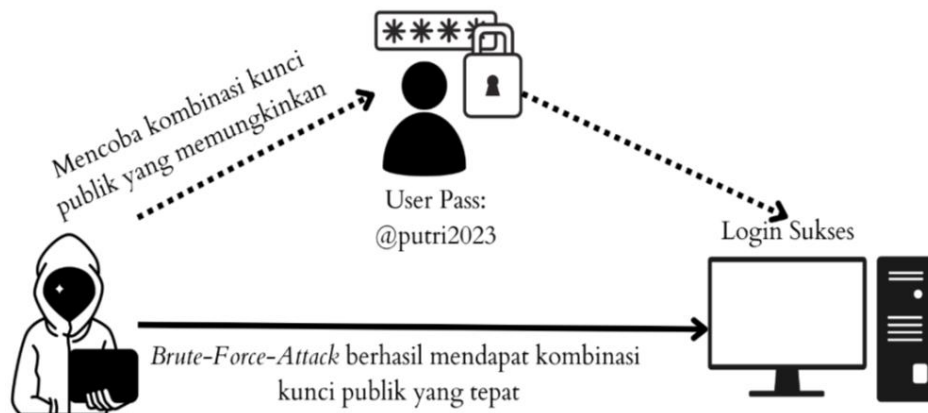 ****
Mencoba kombinasi kunci
publik yang memungkinkan
User Pass:
@putri2023
Login Sukses
Brute-Force-Attack berhasil mendapat kombinasi
kunci publik yang tepat